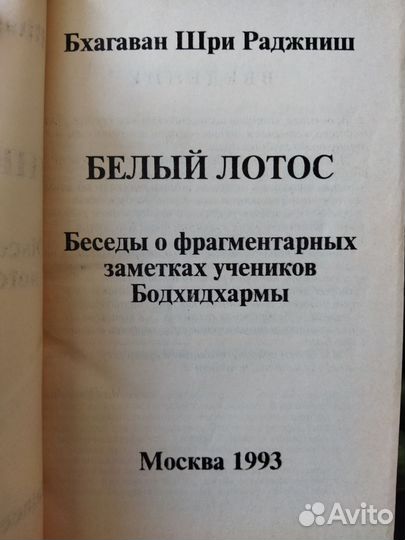 Бхагаван Шри Раджниш
БЕЛЫЙ ЛОТОС
Беседы о фрагментарных
заметках учеников
Бодхидхармы
Москва 1993
Avito